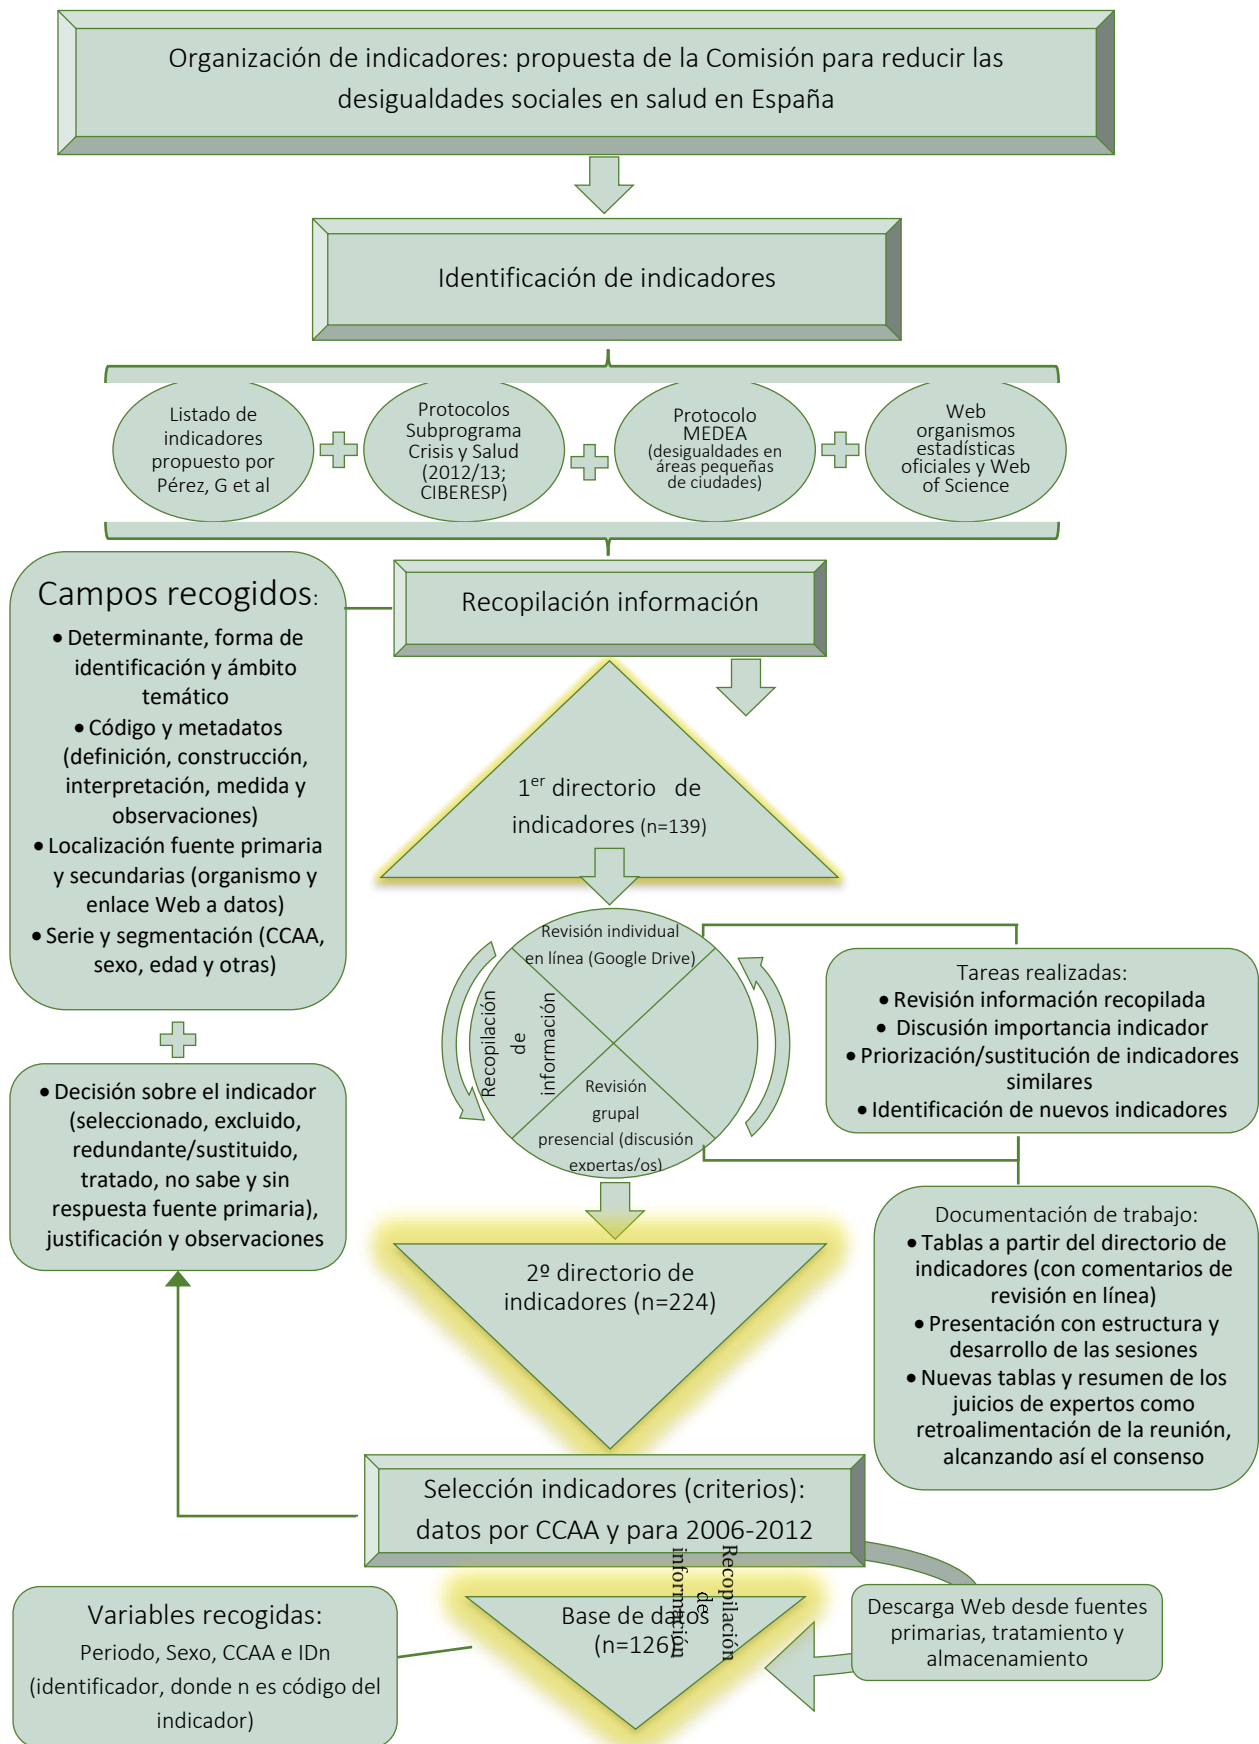 Organización de indicadores: propuesta de la Comisión para reducir las
desigualdades sociales en salud en España
Identificación de indicadores
Listado de
indicadores
propuesto por
Pérez, G et al
Protocolos
Subprograma
Crisis y Salud
(2012/13;
CIBERESP)
Protocolo
MEDEA
(desigualdades en
áreas pequeñas
de ciudades)
Web
organismos
estadísticas
oficiales y Web
of Science
Recopilación información
Campos recogidos:
• Determinante, forma de
identificación y ámbito
temático
• Código y metadatos
(definición, construcción,
interpretación, medida y
observaciones)
• Localización fuente primaria
y secundarias (organismo y
enlace Web a datos)
• Serie y segmentación (CCAA,
sexo, edad y otras)
• Decisión sobre el indicador
(seleccionado, excluido,
redundante/sustituido,
tratado, no sabe y sin
respuesta fuente primaria),
justificación y observaciones
1er directorio de
indicadores (n=139)
Revisión individual
en línea (Google Drive)
Recopilación
de
información
Revisión
grupal
presencial (discusión
expertas/os)
Tareas realizadas:
• Revisión información recopilada
• Discusión importancia indicador
• Priorización/sustitución de indicadores
similares
• Identificación de nuevos indicadores
Documentación de trabajo:
• Tablas a partir del directorio de
indicadores (con comentarios de
revisión en línea)
• Presentación con estructura y
desarrollo de las sesiones
• Nuevas tablas y resumen de los
juicios de expertos como
retroalimentación de la reunión,
alcanzando así el consenso
2º directorio de
indicadores (n=224)
Selección indicadores (criterios):
datos por CCAA y para 2006-2012
Recopilación
de
información
Base de datos
(n=126)
Variables recogidas:
Periodo, Sexo, CCAA e IDn
(identificador, donde n es código del
indicador)
Descarga Web desde fuentes
primarias, tratamiento y
almacenamiento